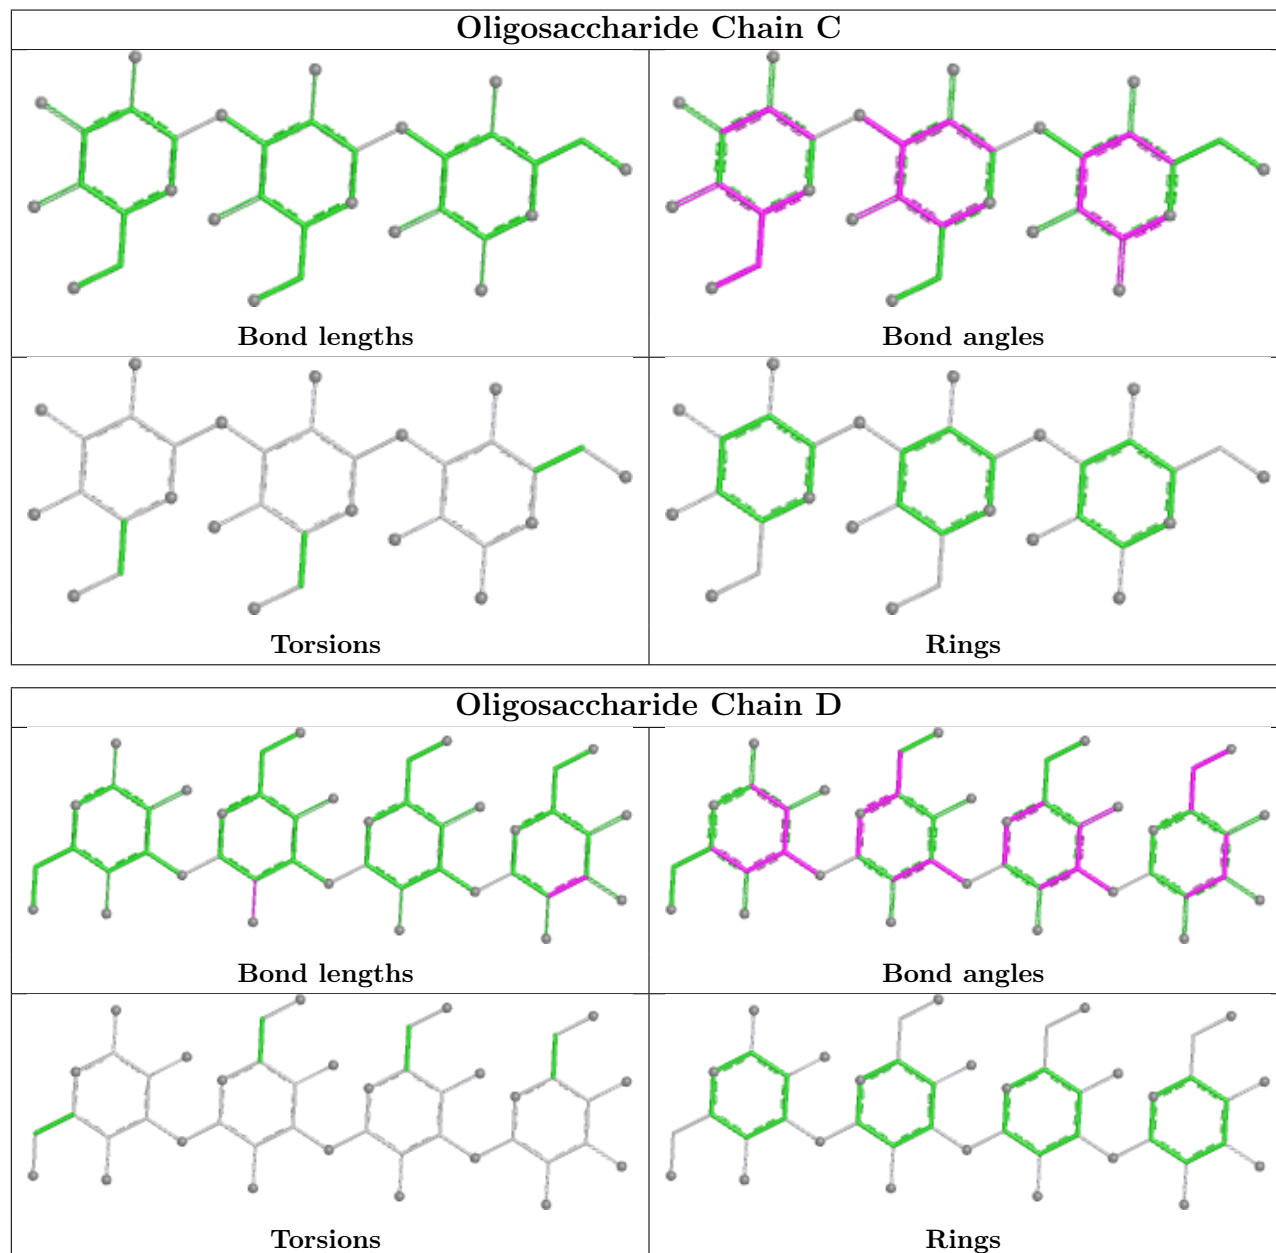 Oligosaccharide Chain C
Bond lengths
Bond angles
Torsions
Rings
Oligosaccharide Chain D
Bond lengths
Bond angles
Torsions
Rings